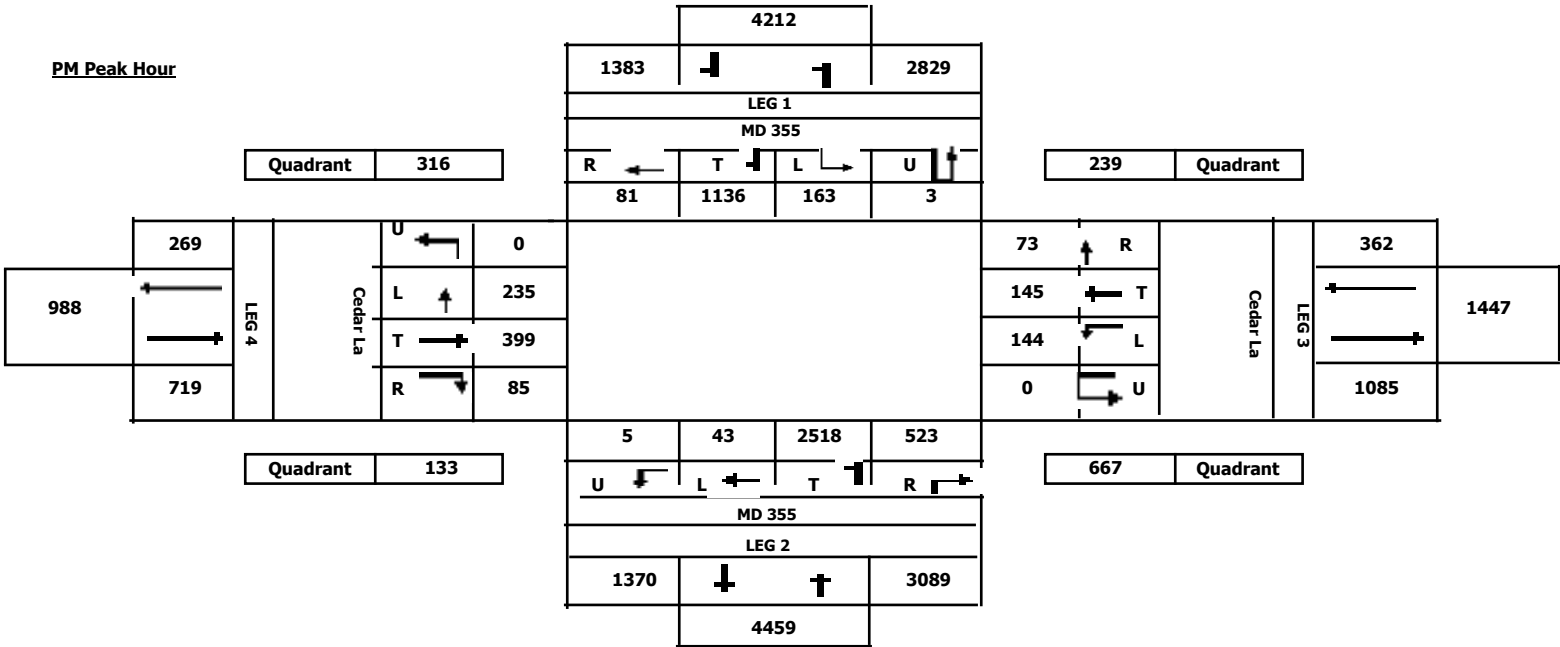 4212
PM Peak Hour
1383 2829
LEG 1
MD 355
Quadrant 316
R T L U
239 Quadrant
81 1136 163 3
269 U 0 73 R 362
988 LEG 4 Cedar La L 235 145 T Cedar La LEG 3 1447
T 399 144 L
719 R 85 0 U 1085
5 43 2518 523
Quadrant 133
U L T R
667 Quadrant
MD 355
LEG 2
1370 3089
4459